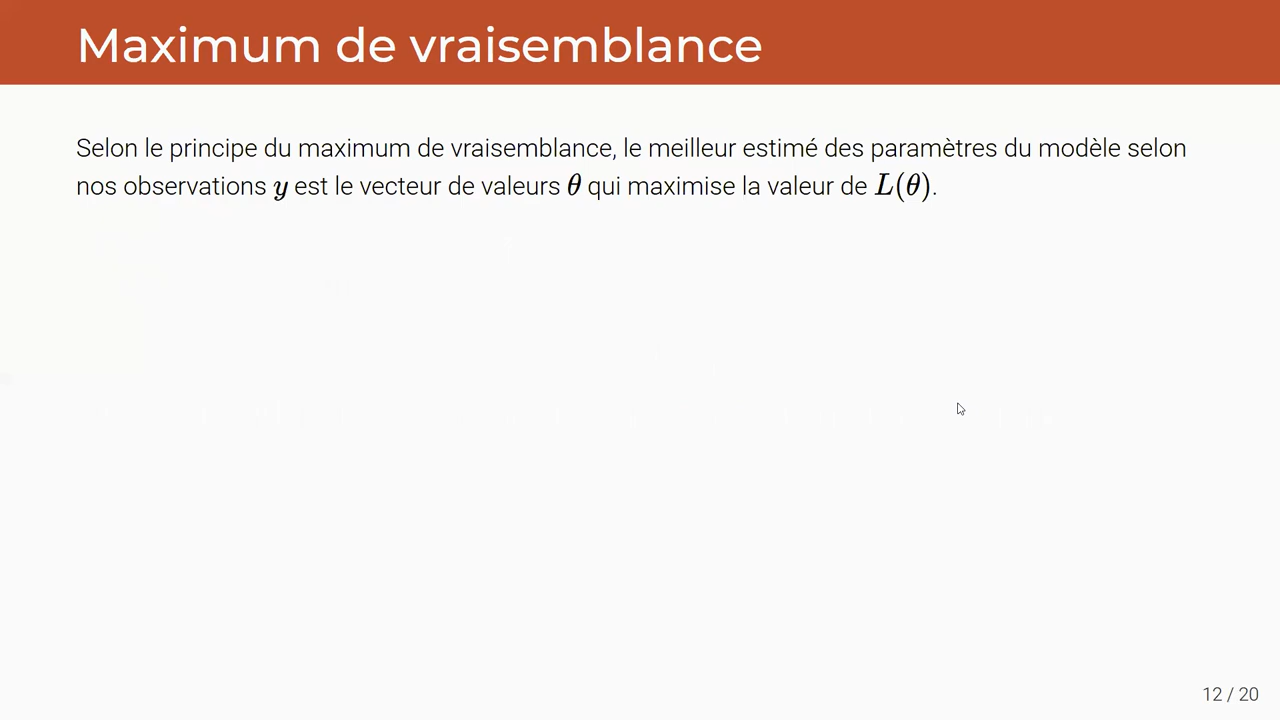 Maximum de vraisemblance
Selon le principe du maximum de vraisemblance, le meilleur estimé des paramètres du modèle selon
nos observations y est le vecteur de valeurs θ qui maximise la valeur de L(θ).
12 / 20